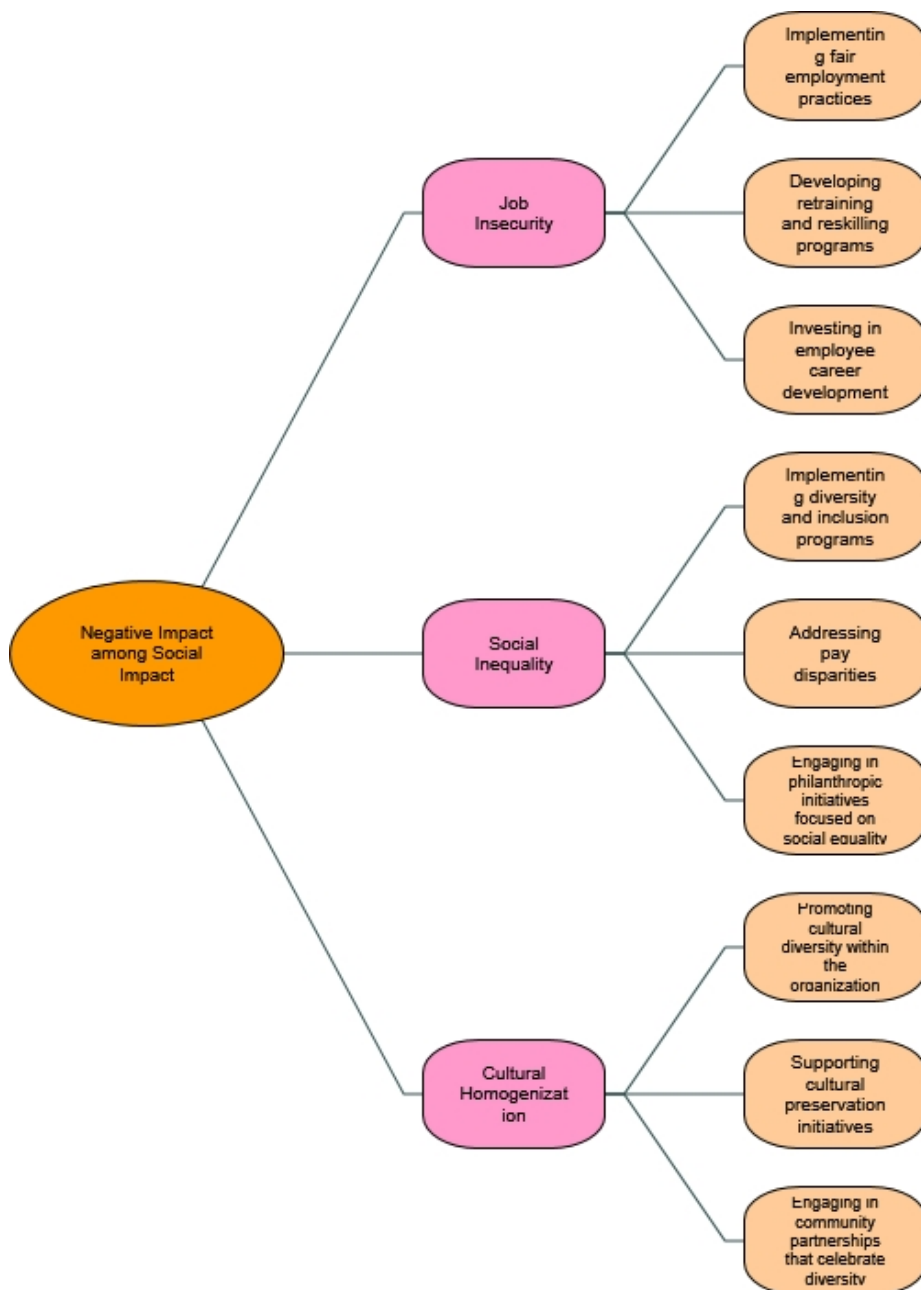 Implementin
g fair
employment
practices
Job
Insecurity
Developing
retraining
and reskilling
programs
Investing in
employee
career
development
Implementin
g diversity
and inclusion
programs
Negative Impact
among Social
Impact
Social
Inequality
Addressing
pay
disparities
Engaging in
philanthropic
initiatives
focused on
social equality
Promoting
cultural
diversity within
the
organization
Cultural
Homogenizat
ion
Supporting
cultural
preservation
initiatives
Engaging in
community
partnerships
that celebrate
diversity